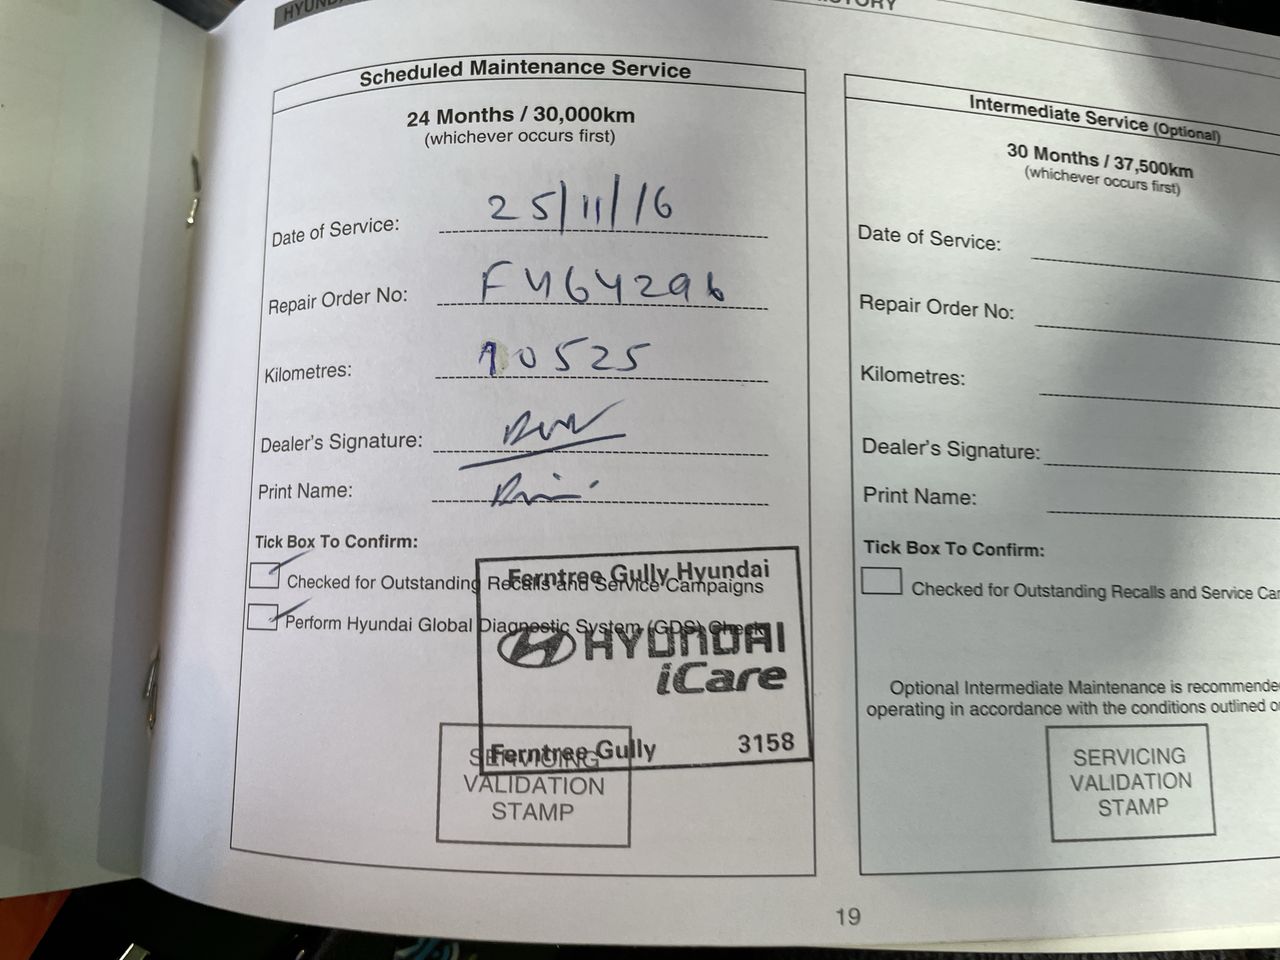 Scheduled Maintenance Service
24 Months / 30,000km
(whichever occurs first)
Date of Service: 25/11/16
Repair Order No: F4164296
Kilometres: 10525
Dealer's Signature:
Print Name:
Tick Box To Confirm:
Checked for Outstanding Recalls and Service Campaigns
Perform Hyundai Global Diagnostic System (GDS) Check
Ferntree Gully Hyundai
HYUNDAI
iCare
Ferntree Gully 3158
SERVICING
VALIDATION
STAMP
Intermediate Service (Optional)
30 Months / 37,500km
(whichever occurs first)
Date of Service:
Repair Order No:
Kilometres:
Dealer's Signature:
Print Name:
Tick Box To Confirm:
Checked for Outstanding Recalls and Service
Optional Intermediate Maintenance is recommende
operating in accordance with the conditions outlined
SERVICING
VALIDATION
STAMP
19